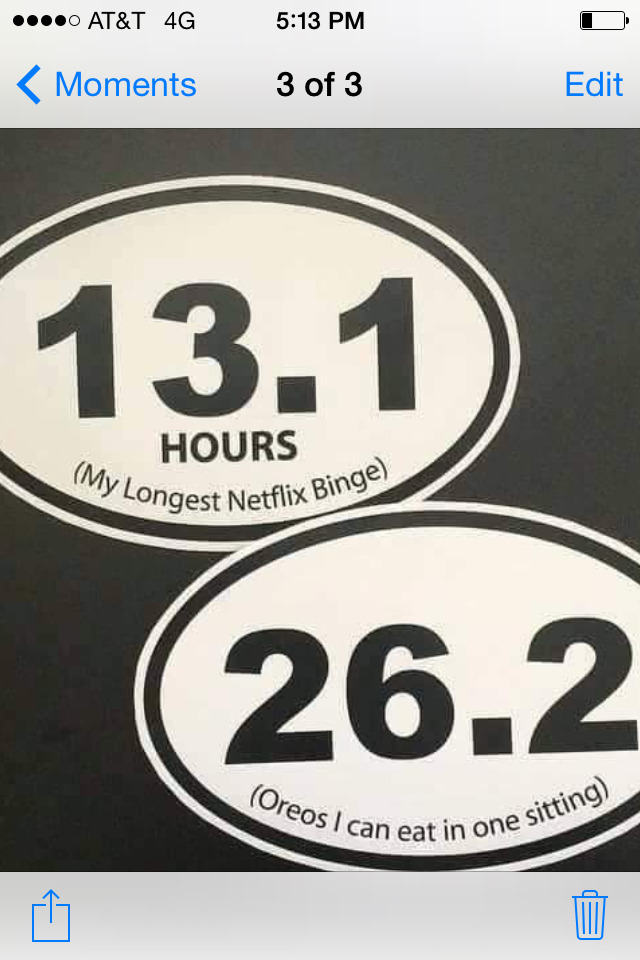 AT&T 4G 5:13 PM
Moments 3 of 3 Edit
13.1
HOURS
(My Longest Netflix Binge)
26.2
(Oreos I can eat in one sitting)